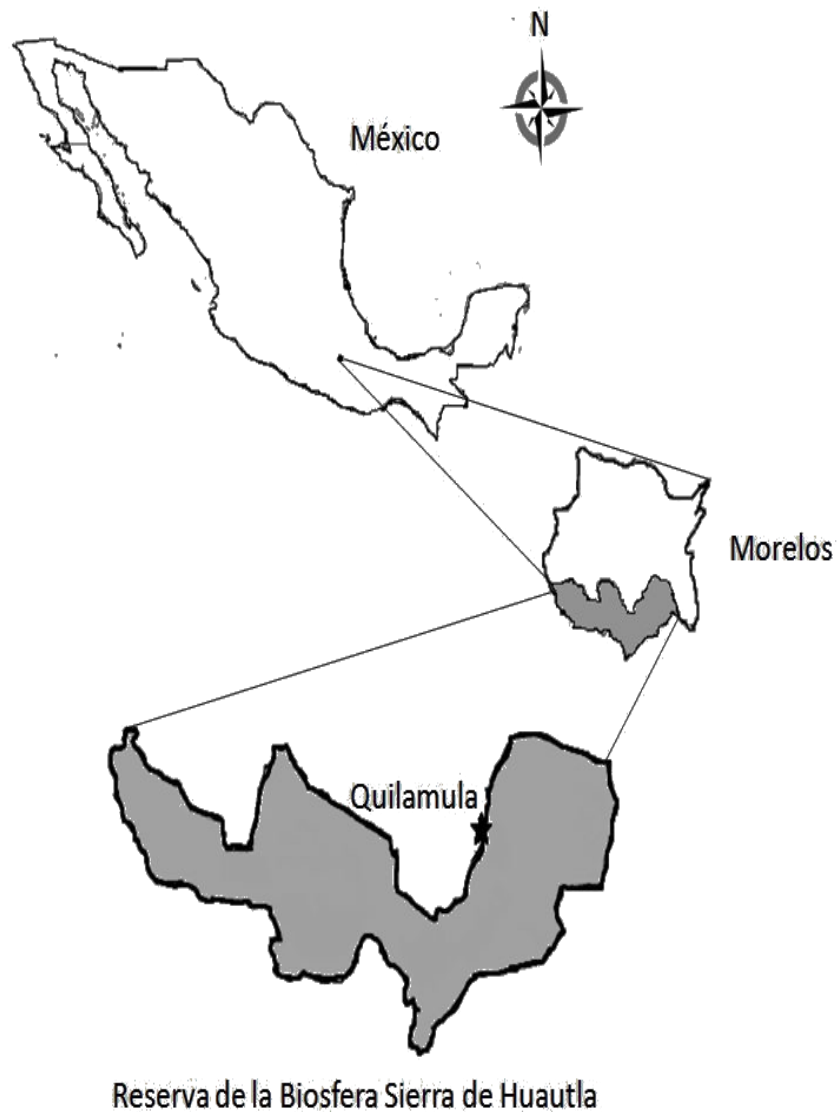 N
México
Morelos
Quilamula
Reserva de la Biosfera Sierra de Huautla